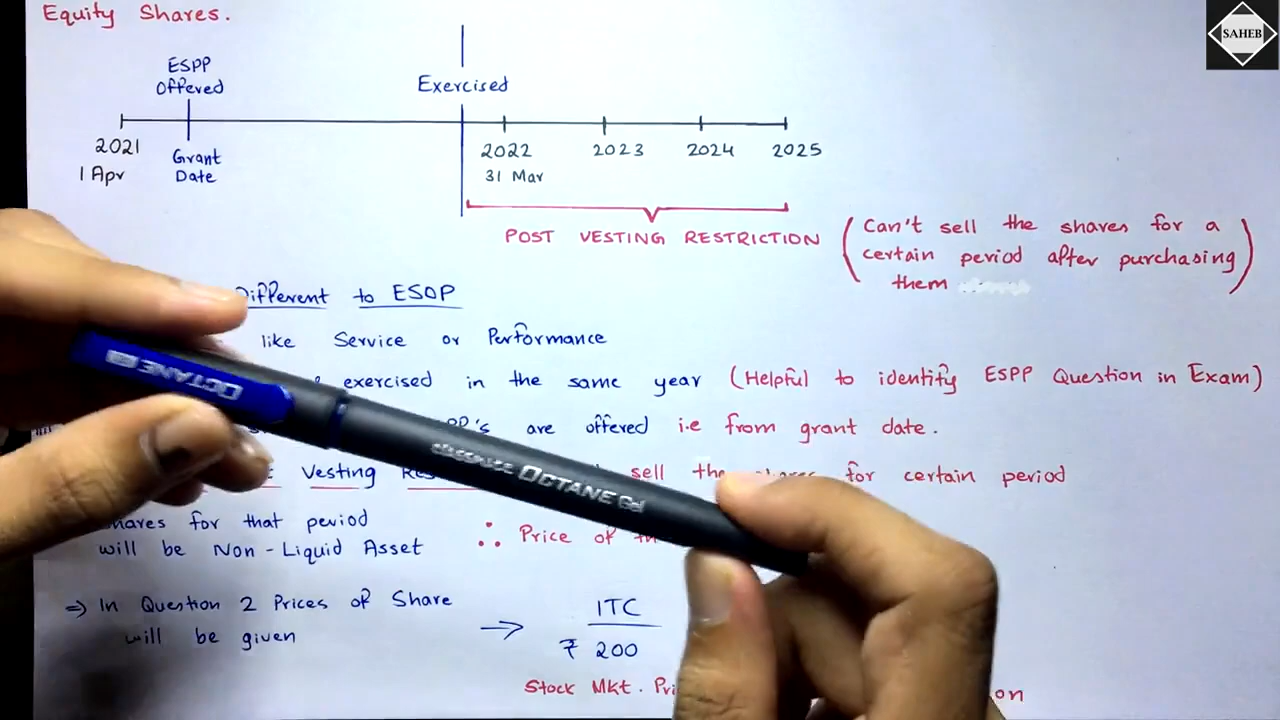 Equity Shares.
SAHEB
ESPP
Offered
Exercised
2021
1 Apr
Grant
Date
2022
31 Mar
2023
2024
2025
POST VESTING RESTRICTION
(Can't sell the shares for a
certain period after purchasing
them)
Different to ESOP
like Service or Performance
exercised in the same year (Helpful to identify ESPP Question in Exam)
are offered i.e from grant date.
Vesting sell the for certain period
shares for that period
will be Non-Liquid Asset
∴ Price of
⇒ In Question 2 Prices of Share
will be given
→ ITC
₹ 200
Stock Mkt.
classmate OCTANE Gel
OCTANE